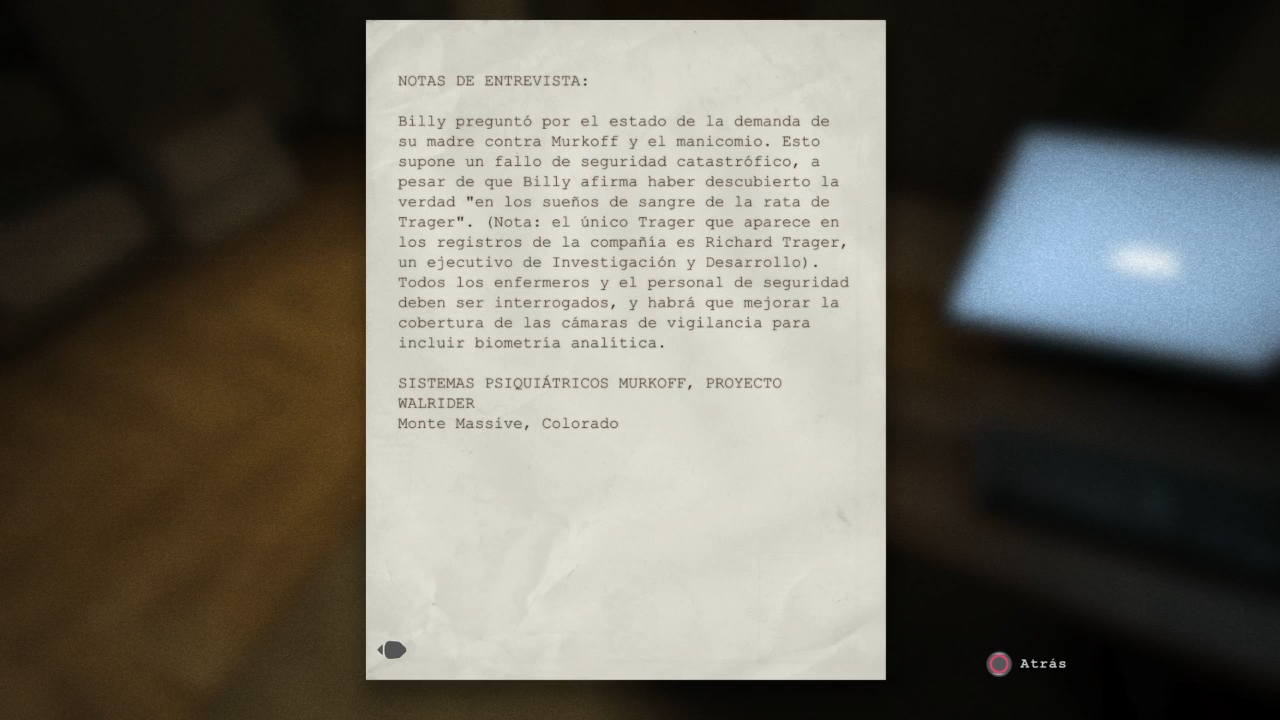 NOTAS DE ENTREVISTA:
Billy preguntó por el estado de la demanda de
su madre contra Murkoff y el manicomio. Esto
supone un fallo de seguridad catastrófico, a
pesar de que Billy afirma haber descubierto la
verdad "en los sueños de sangre de la rata de
Trager". (Nota: el único Trager que aparece en
los registros de la compañía es Richard Trager,
un ejecutivo de Investigación y Desarrollo).
Todos los enfermeros y el personal de seguridad
deben ser interrogados, y habrá que mejorar la
cobertura de las cámaras de vigilancia para
incluir biometría analítica.
SISTEMAS PSIQUIÁTRICOS MURKOFF, PROYECTO
WALRIDER
Monte Massive, Colorado
Atrás